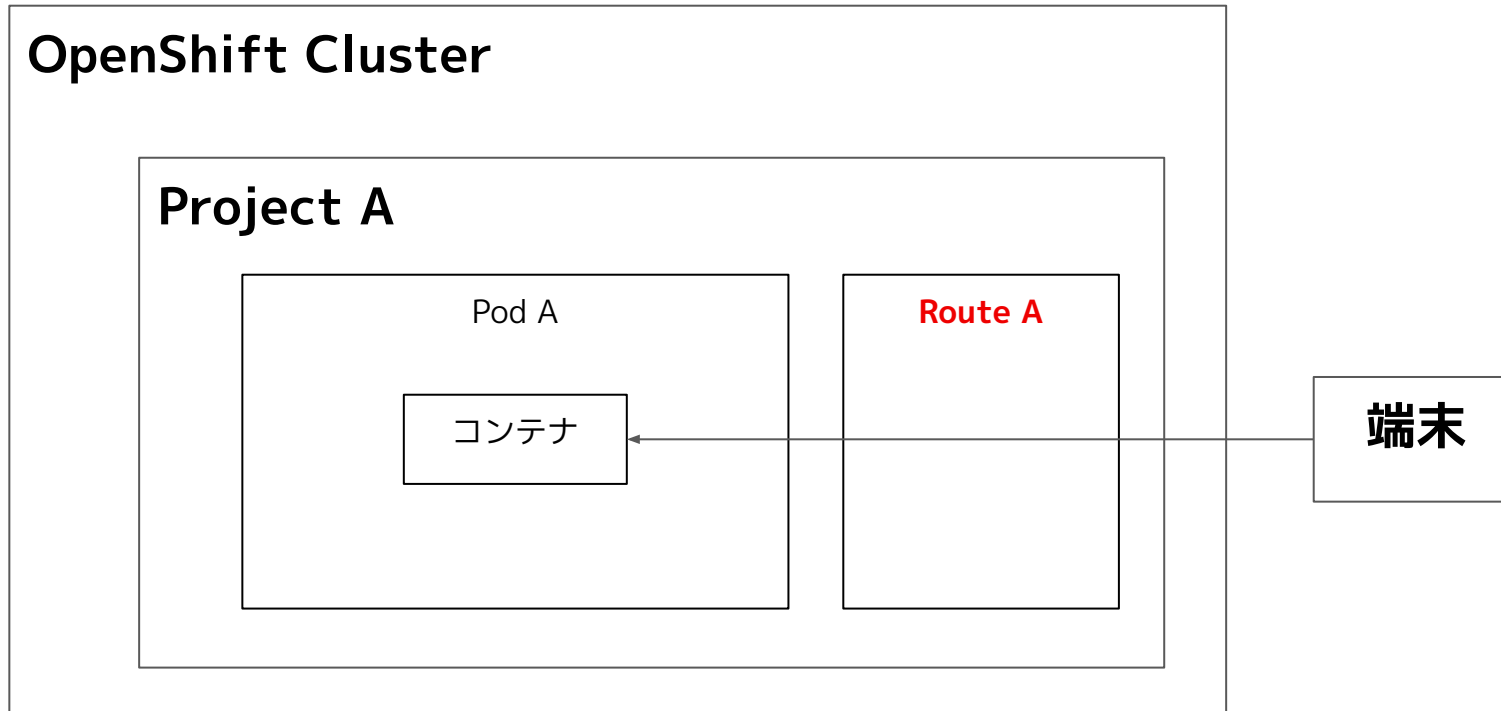 OpenShift Cluster
Project A
Pod A
Route A
コンテナ
端末